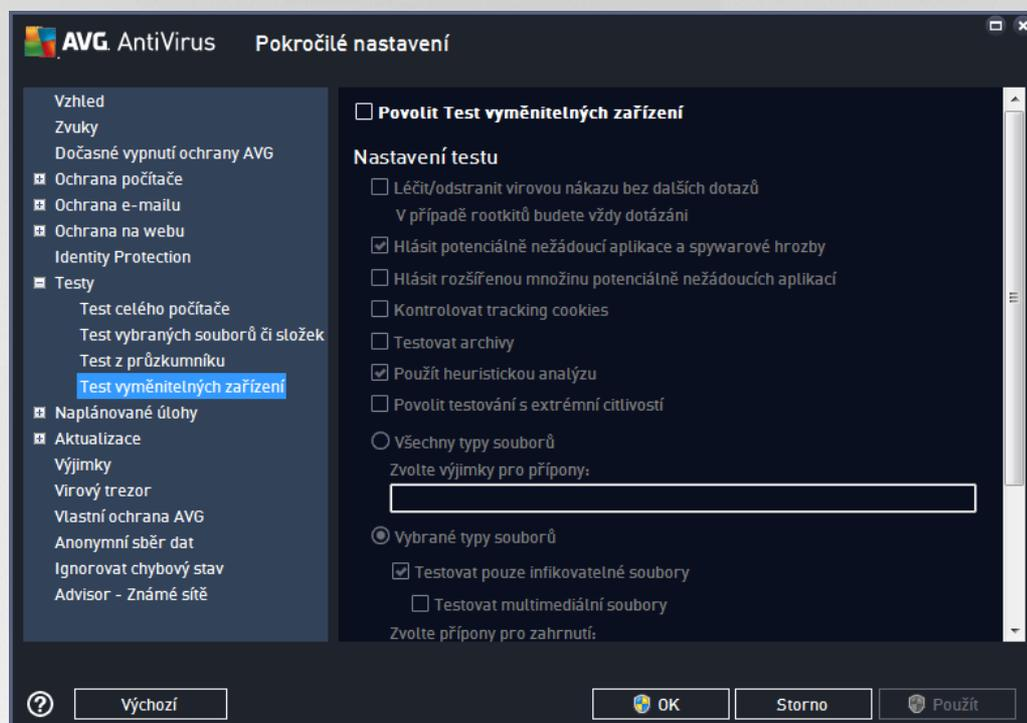 AVG. AntiVirus Pokročilé nastavení
Vzhled
Zvuky
Dočasné vypnutí ochrany AVG
Ochrana počítače
Ochrana e-mailu
Ochrana na webu
Identity Protection
Testy
Test celého počítače
Test vybraných souborů či složek
Test z průzkumníku
Test vyměnitelných zařízení
Naplánované úlohy
Aktualizace
Výjimky
Virový trezor
Vlastní ochrana AVG
Anonymní sběr dat
Ignorovat chybový stav
Advisor - Známé sítě
Povolit Test vyměnitelných zařízení
Nastavení testu
Léčit/odstranit virovou nákazu bez dalších dotazů
V případě rootkitů budete vždy dotázáni
Hlásit potenciálně nežádoucí aplikace a spywarové hrozby
Hlásit rozšířenou množinu potenciálně nežádoucích aplikací
Kontrolovat tracking cookies
Testovat archivy
Použít heuristickou analýzu
Povolit testování s extrémní citlivostí
Všechny typy souborů
Zvolte výjimky pro přípony:
Vybrané typy souborů
Testovat pouze infikovatelné soubory
Testovat multimediální soubory
Zvolte přípony pro zahrnutí:
Výchozí
OK
Storno
Použít